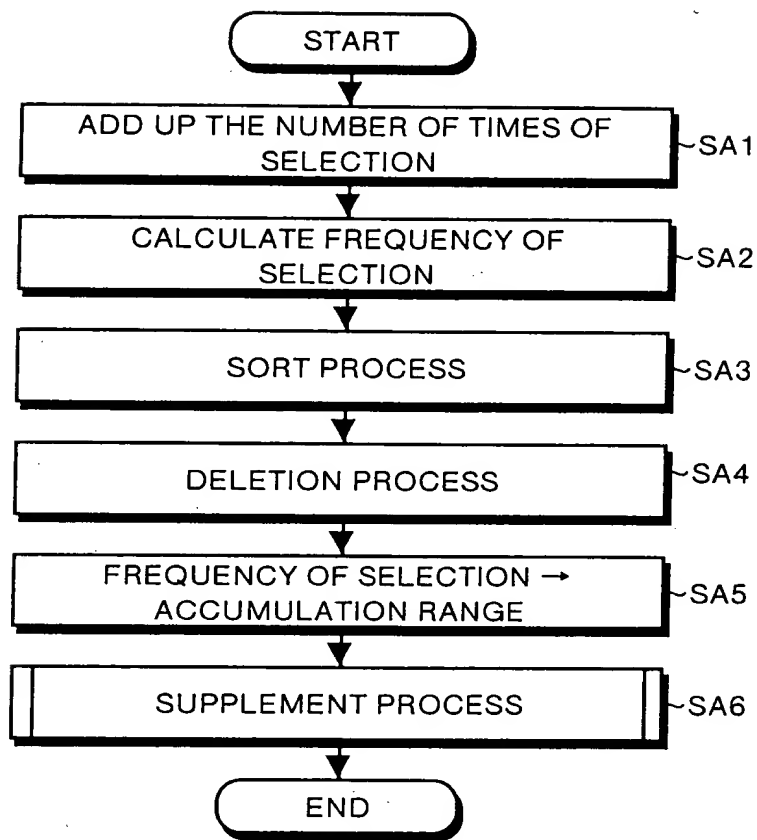 START
ADD UP THE NUMBER OF TIMES OF
SELECTION
SA1
CALCULATE FREQUENCY OF
SELECTION
SA2
SORT PROCESS
SA3
DELETION PROCESS
SA4
FREQUENCY OF SELECTION →
ACCUMULATION RANGE
SA5
SUPPLEMENT PROCESS
SA6
END